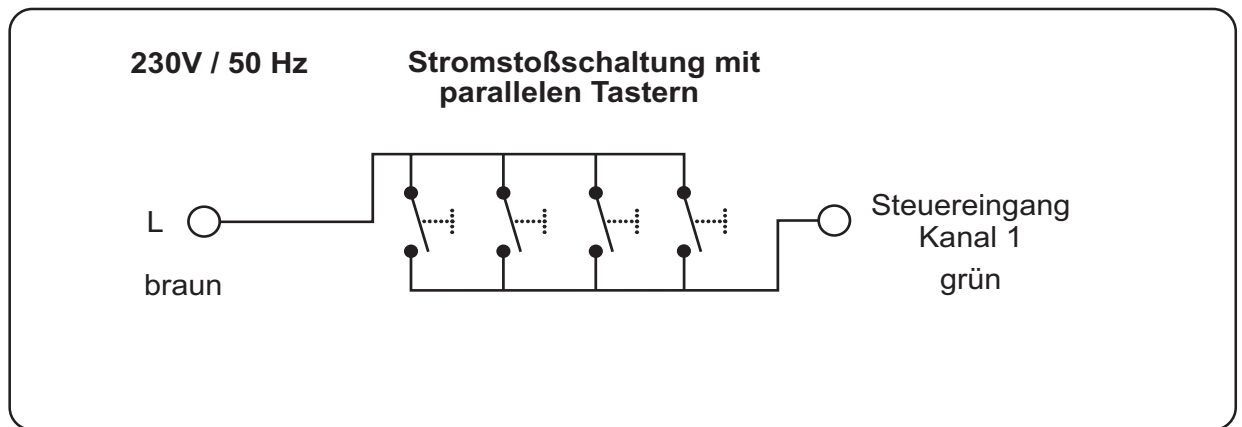 230V / 50 Hz
Stromstoßschaltung mit
parallelen Tastern
L
braun
Steuereingang
Kanal 1
grün